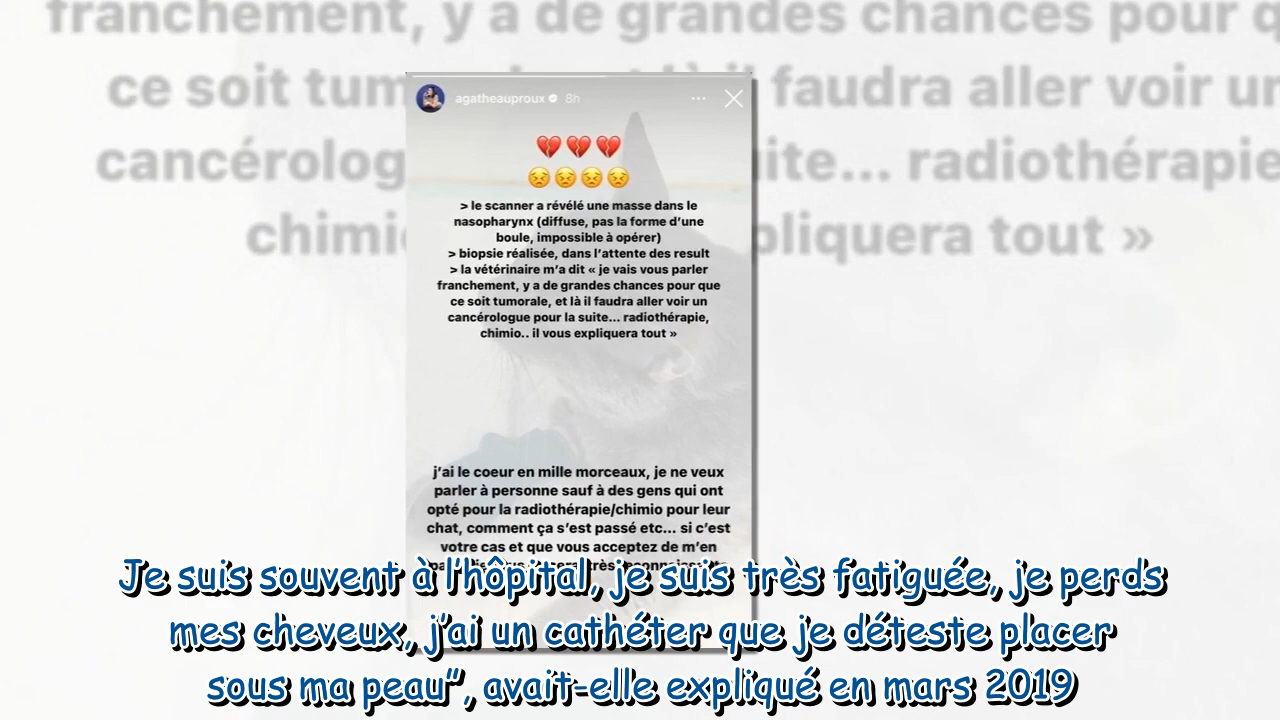 franchement, y a de grandes chances pour q
ce soit tum faudra aller voir un
cancérolog uite... radiothérapie
chimi pliquera tout »
agatheauproux 8h
> le scanner a révélé une masse dans le
nasopharynx (diffuse, pas la forme d'une
boule, impossible à opérer)
> biopsie réalisée, dans l'attente des result
> la vétérinaire m'a dit « je vais vous parler
franchement, y a de grandes chances pour que
ce soit tumorale, et là il faudra aller voir un
cancérologue pour la suite... radiothérapie,
chimio.. il vous expliquera tout »
j'ai le coeur en mille morceaux, je ne veux
parler à personne sauf à des gens qui ont
opté pour la radiothérapie/chimio pour leur
chat, comment ça s'est passé etc... si c'est
votre cas et que vous acceptez de m'en
Je suis souvent à l'hôpital, je suis très fatiguée, je perds
mes cheveux, j'ai un cathéter que je déteste placer
sous ma peau", avait-elle expliqué en mars 2019